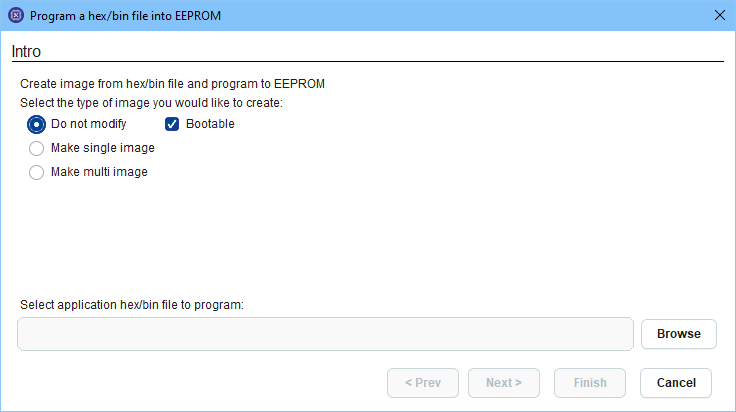 Program a hex/bin file into EEPROM
Intro
Create image from hex/bin file and program to EEPROM
Select the type of image you would like to create:
Do not modify Bootable
Make single image
Make multi image
Select application hex/bin file to program:
Browse
< Prev Next > Finish Cancel